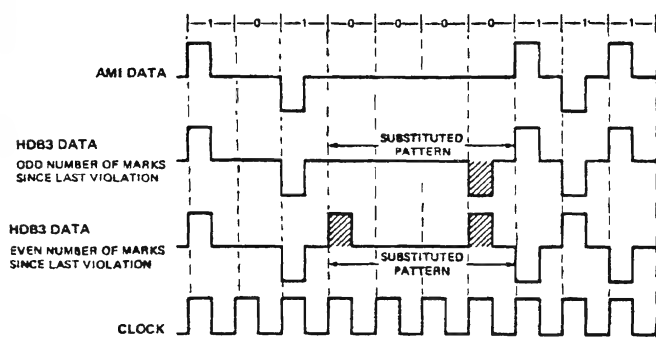 1 0 1 0 0 0 0 1 1 1
AMI DATA
HDB3 DATA
ODD NUMBER OF MARKS
SINCE LAST VIOLATION
SUBSTITUTED
PATTERN
HDB3 DATA
EVEN NUMBER OF MARKS
SINCE LAST VIOLATION
SUBSTITUTED
PATTERN
CLOCK